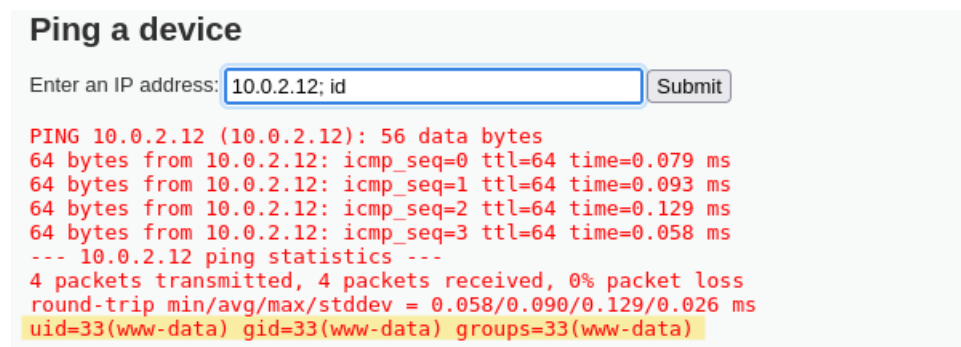 Ping a device
Enter an IP address: 10.0.2.12; id Submit
PING 10.0.2.12 (10.0.2.12): 56 data bytes
64 bytes from 10.0.2.12: icmp_seq=0 ttl=64 time=0.079 ms
64 bytes from 10.0.2.12: icmp_seq=1 ttl=64 time=0.093 ms
64 bytes from 10.0.2.12: icmp_seq=2 ttl=64 time=0.129 ms
64 bytes from 10.0.2.12: icmp_seq=3 ttl=64 time=0.058 ms
--- 10.0.2.12 ping statistics ---
4 packets transmitted, 4 packets received, 0% packet loss
round-trip min/avg/max/stddev = 0.058/0.090/0.129/0.026 ms
uid=33(www-data) gid=33(www-data) groups=33(www-data)